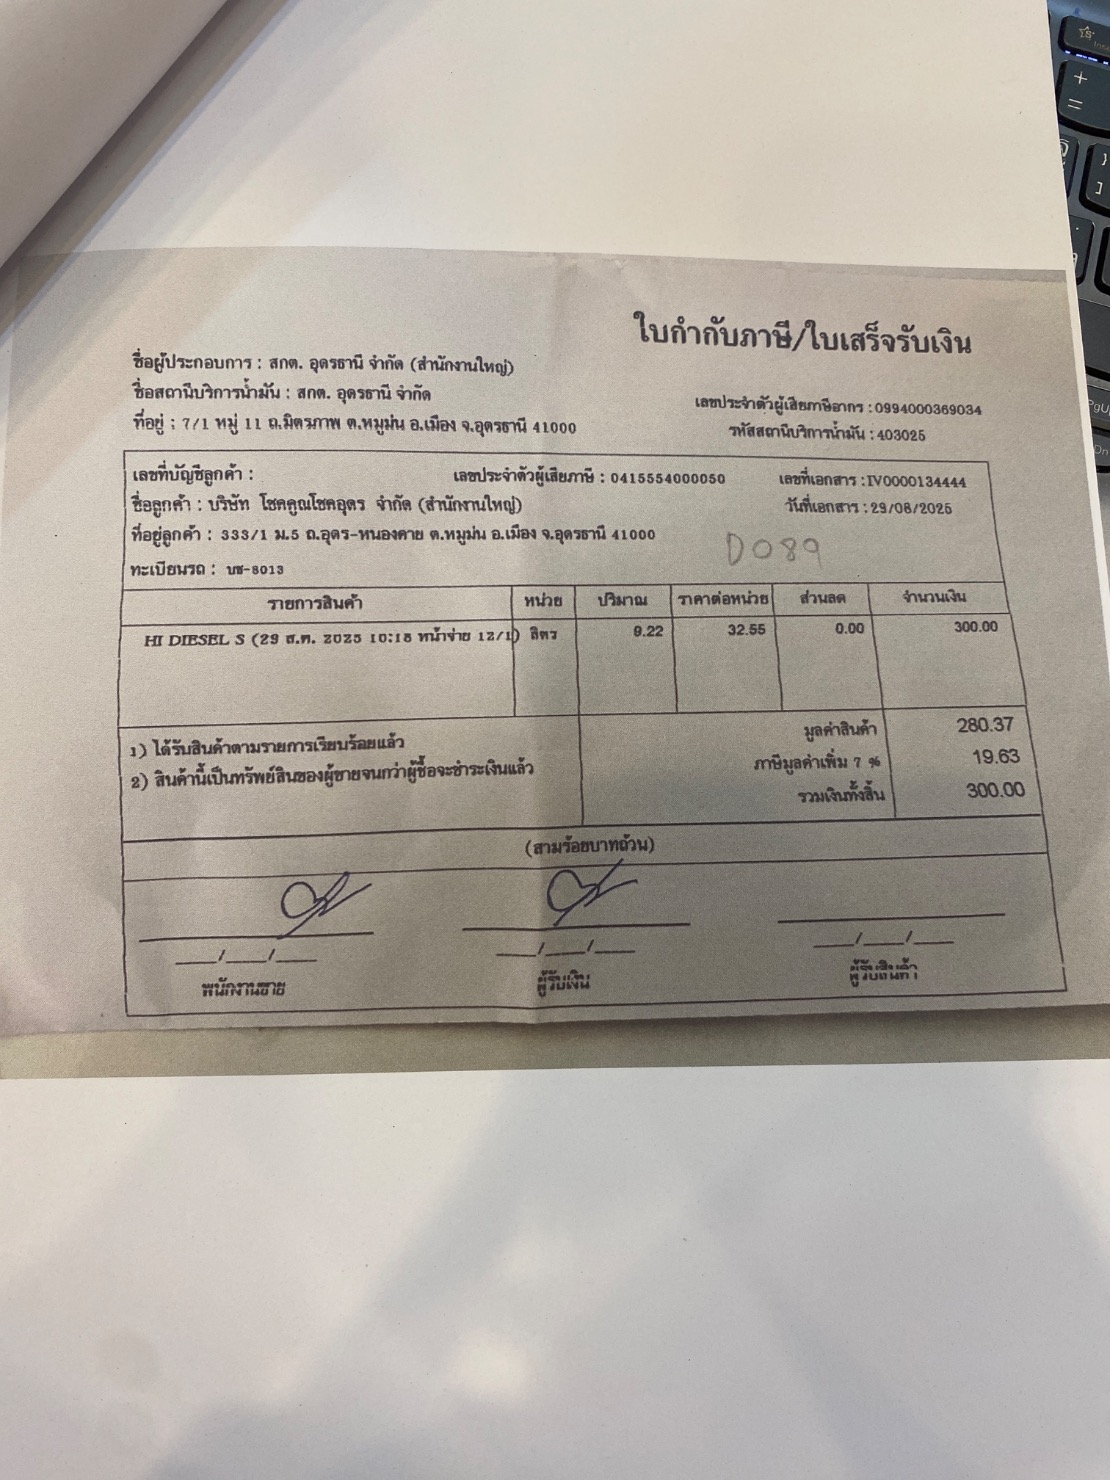 ใบกำกับภาษี/ใบเสร็จรับเงิน
ชื่อผู้ประกอบการ : สกต. อุดรธานี จำกัด (สำนักงานใหญ่)
ชื่อสถานีบริการน้ำมัน : สกต. อุดรธานี จำกัด
เลขประจำตัวผู้เสียภาษีอากร : 0994000369034
ที่อยู่ : 7/1 หมู่ 11 ถ.มิตรภาพ ต.หมูม่น อ.เมือง จ.อุดรธานี 41000
รหัสสถานีบริการน้ำมัน : 403025
เลขที่บัญชีลูกค้า : เลขประจำตัวผู้เสียภาษี : 0415554000050 เลขที่เอกสาร : IV0000134444
ชื่อลูกค้า : บริษัท โชคคูณโชคอุดร จำกัด (สำนักงานใหญ่) วันที่เอกสาร : 29/08/2025
ที่อยู่ลูกค้า : 333/1 ม.5 ถ.อุดร-หนองคาย ต.หมูม่น อ.เมือง จ.อุดรธานี 41000
D089
ทะเบียนรถ : บฃ-8013
รายการสินค้า หน่วย ปริมาณ ราคาต่อหน่วย ส่วนลด จำนวนเงิน
HI DIESEL S (29 ส.ค. 2025 10:18 หน้าจ่าย 12/1) ลิตร 9.22 32.55 0.00 300.00
มูลค่าสินค้า 280.37
1) ได้รับสินค้าตามรายการเรียบร้อยแล้ว
ภาษีมูลค่าเพิ่ม 7 % 19.63
2) สินค้านี้เป็นทรัพย์สินของผู้ขายจนกว่าผู้ซื้อจะชำระเงินแล้ว
รวมเงินทั้งสิ้น 300.00
(สามร้อยบาทถ้วน)
___/___/___ ___/___/___ ___/___/___
พนักงานขาย ผู้รับเงิน ผู้รับสินค้า